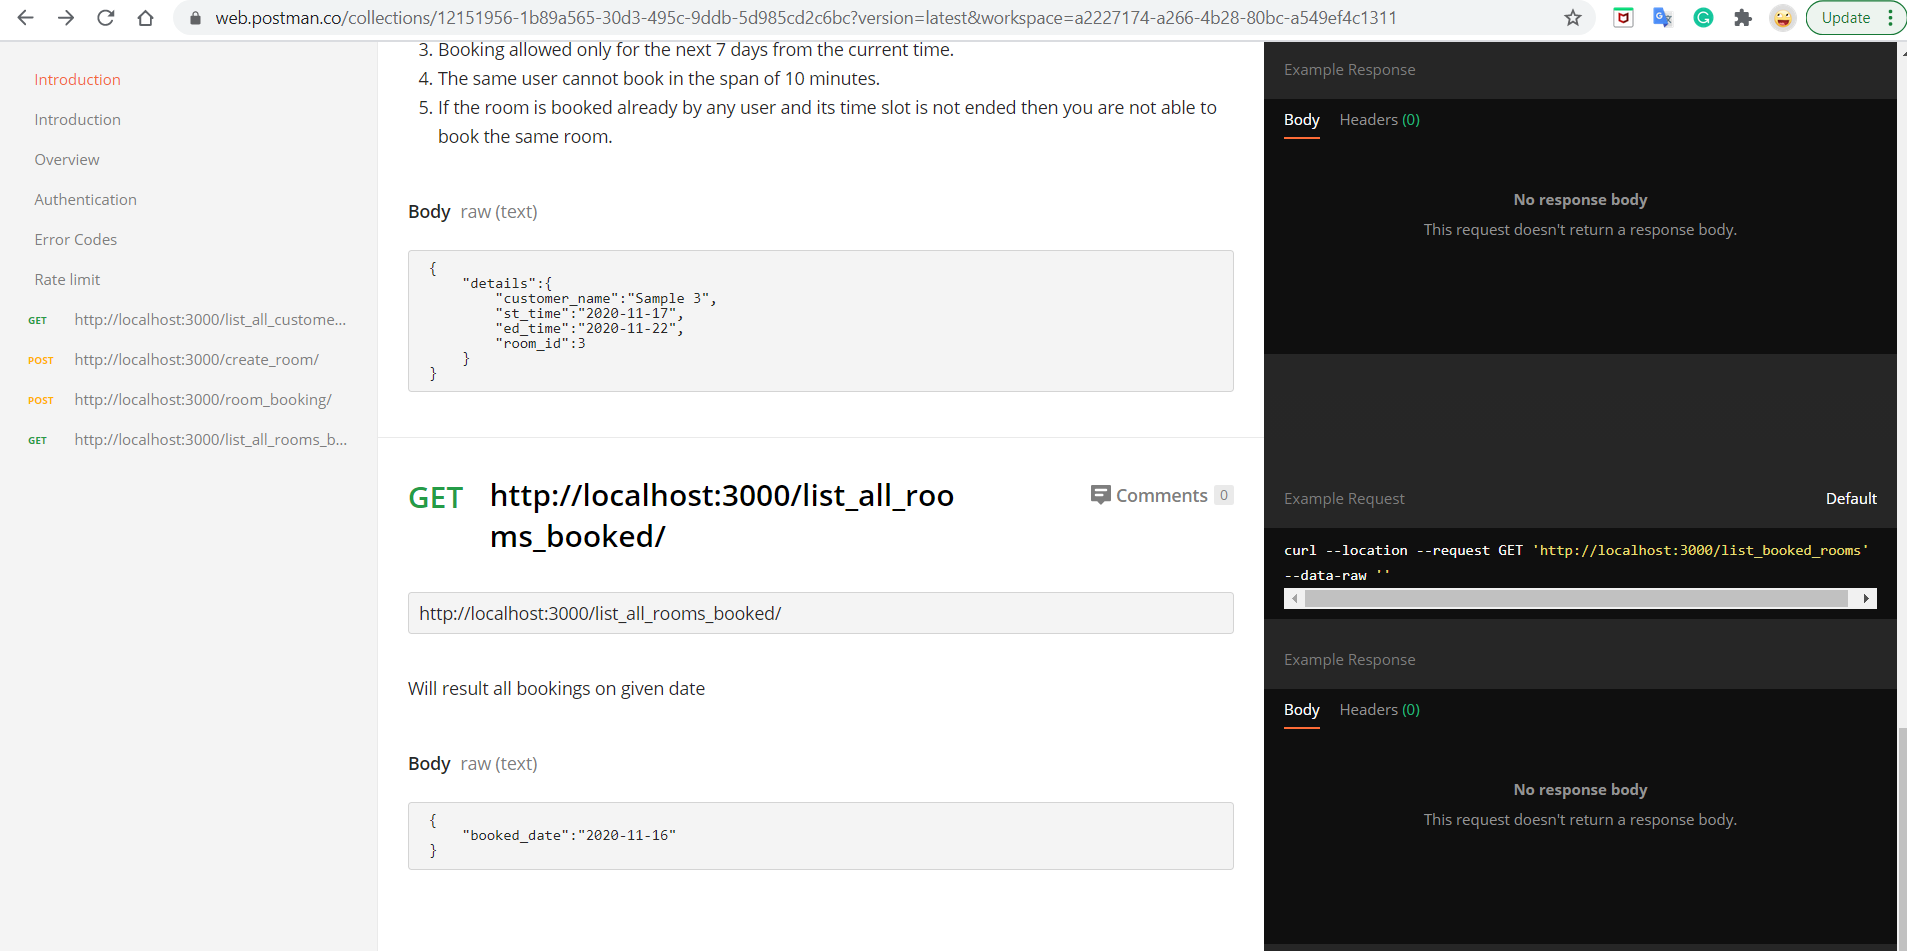 web.postman.co/collections/12151956-1b89a565-30d3-495c-9ddb-5d985cd2c6bc?version=latest&workspace=a2227174-a266-4b28-80bc-a549ef4c1311
Update
Introduction
Introduction
Overview
Authentication
Error Codes
Rate limit
GET http://localhost:3000/list_all_custome...
POST http://localhost:3000/create_room/
POST http://localhost:3000/room_booking/
GET http://localhost:3000/list_all_rooms_b...
3. Booking allowed only for the next 7 days from the current time.
4. The same user cannot book in the span of 10 minutes.
5. If the room is booked already by any user and its time slot is not ended then you are not able to
book the same room.
Body raw (text)
{
"details":{
"customer_name":"Sample 3",
"st_time":"2020-11-17",
"ed_time":"2020-11-22",
"room_id":3
}
}
GET http://localhost:3000/list_all_roo
ms_booked/
Comments 0
http://localhost:3000/list_all_rooms_booked/
Will result all bookings on given date
Body raw (text)
{
"booked_date":"2020-11-16"
}
Example Response
Body Headers (0)
No response body
This request doesn't return a response body.
Example Request Default
curl --location --request GET 'http://localhost:3000/list_booked_rooms'
--data-raw ''
Example Response
Body Headers (0)
No response body
This request doesn't return a response body.